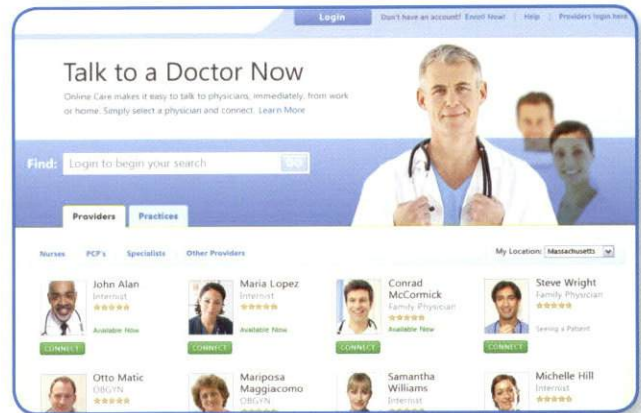 Login
Don't have an account? Enroll Now! | Help | Providers login here
Talk to a Doctor Now
Online Care makes it easy to talk to physicians, immediately, from work
or home. Simply select a physician and connect. Learn More
Find: Login to begin your search GO
Providers Practices
Nurses PCP's Specialists Other Providers
My Location: Massachusetts
John Alan
Internist
Available Now
CONNECT
Maria Lopez
Internist
Available Now
CONNECT
Conrad
McCormick
Family Physician
Available Now
CONNECT
Steve Wright
Family Physician
Seeing a Patient
CONNECT
Otto Matic
OBGYN
Mariposa
Maggiacomo
OBGYN
Samantha
Williams
Internist
Michelle Hill
Internist